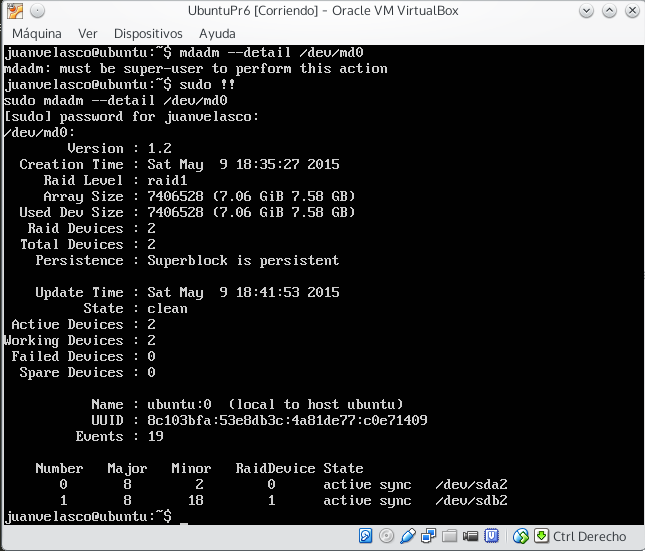 UbuntuPr6 [Corriendo] - Oracle VM VirtualBox
Máquina Ver Dispositivos Ayuda
juanvelasco@ubuntu:~$ mdadm --detail /dev/md0
mdadm: must be super-user to perform this action
juanvelasco@ubuntu:~$ sudo !!
sudo mdadm --detail /dev/md0
[sudo] password for juanvelasco:
/dev/md0:
Version : 1.2
Creation Time : Sat May  9 18:35:27 2015
Raid Level : raid1
Array Size : 7406528 (7.06 GiB 7.58 GB)
Used Dev Size : 7406528 (7.06 GiB 7.58 GB)
Raid Devices : 2
Total Devices : 2
Persistence : Superblock is persistent
Update Time : Sat May  9 18:41:53 2015
State : clean
Active Devices : 2
Working Devices : 2
Failed Devices : 0
Spare Devices : 0
Name : ubuntu:0  (local to host ubuntu)
UUID : 8c103bfa:53e8db3c:4a81de77:c0e71409
Events : 19
Number   Major   Minor   RaidDevice State
0       8        2        0      active sync   /dev/sda2
1       8       18        1      active sync   /dev/sdb2
juanvelasco@ubuntu:~$ _
Ctrl Derecho